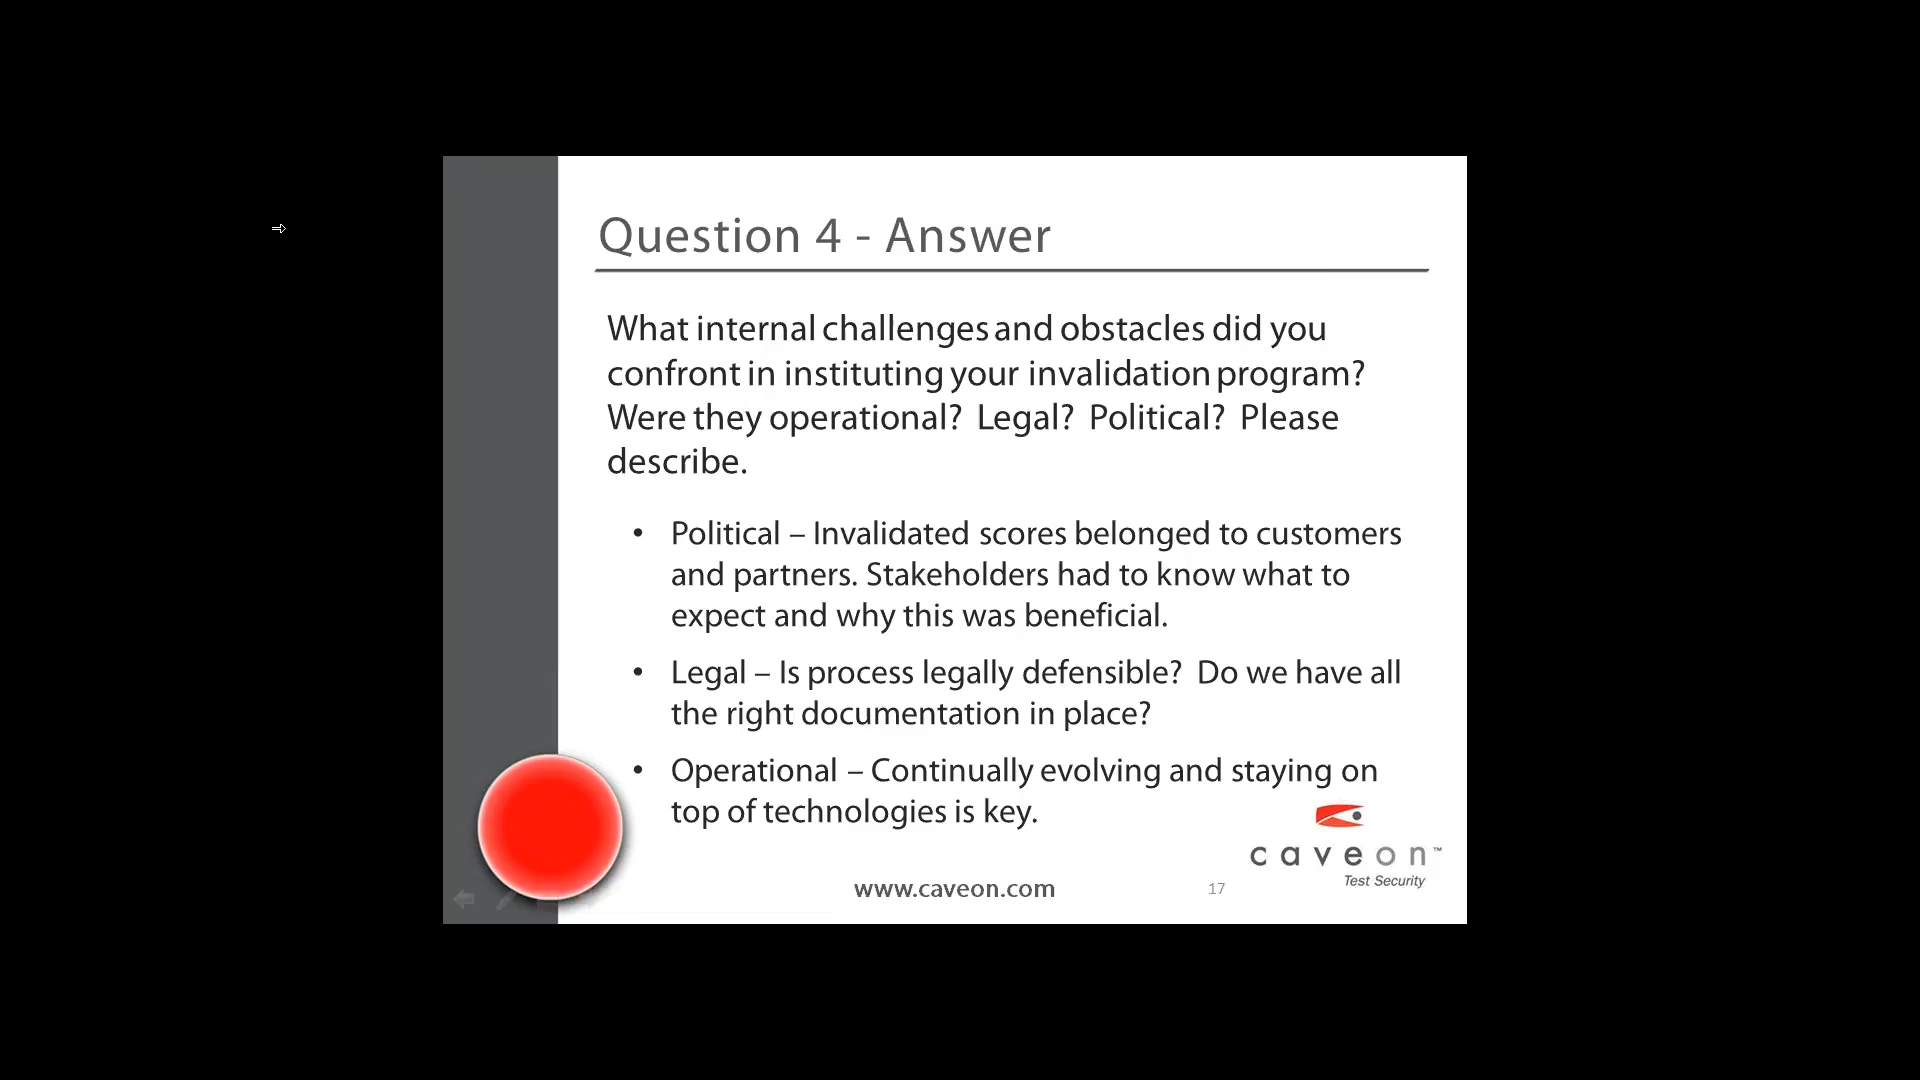 Question 4 - Answer
What internal challenges and obstacles did you
confront in instituting your invalidation program?
Were they operational?  Legal?  Political?  Please
describe.
• Political – Invalidated scores belonged to customers
and partners. Stakeholders had to know what to
expect and why this was beneficial.
• Legal – Is process legally defensible?  Do we have all
the right documentation in place?
• Operational – Continually evolving and staying on
top of technologies is key.
caveon™
Test Security
www.caveon.com
17